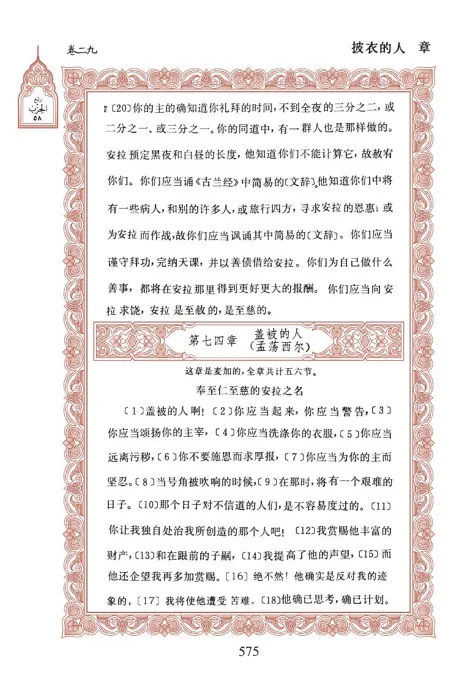 卷二九
披衣的人 章
ربع
الحزب
٥٨
(20)你的主的确知道你礼拜的时间,不到全夜的三分之二,或
二分之一、或三分之一。你的同道中,有一群人也是那样做的。
安拉预定黑夜和白昼的长度,他知道你们不能计算它,故赦宥
你们。你们应当诵《古兰经》中简易的〔文辞〕。他知道你们中将
有一些病人,和别的许多人,或旅行四方,寻求安拉的恩惠;或
为安拉而作战,故你们应当讽诵其中简易的〔文辞〕。你们应当
谨守拜功,完纳天课,并以善债借给安拉。你们为自己做什么
善事,都将在安拉那里得到更好更大的报酬。你们应当向安
拉求饶,安拉是至赦的,是至慈的。
第七四章 盖被的人
(孟荡西尔)
这章是麦加的,全章共计五六节。
奉至仁至慈的安拉之名
(1)盖被的人啊!(2)你应当起来,你应当警告,(3)
你应当颂扬你的主宰,(4)你应当洗涤你的衣服,(5)你应当
远离污秽,(6)你不要施恩而求厚报,(7)你应当为你的主而
坚忍。(8)当号角被吹响的时候,(9)在那时,将有一个艰难的
日子。(10)那个日子对不信道的人们,是不容易度过的。(11)
你让我独自处治我所创造的那个人吧!(12)我赏赐他丰富的
财产,(13)和在跟前的子嗣,(14)我提高了他的声望,(15)而
他还企望我再多加赏赐。〔16〕绝不然!他确实是反对我的迹
象的,〔17〕我将使他遭受苦难。(18)他确已思考,确已计划。
575